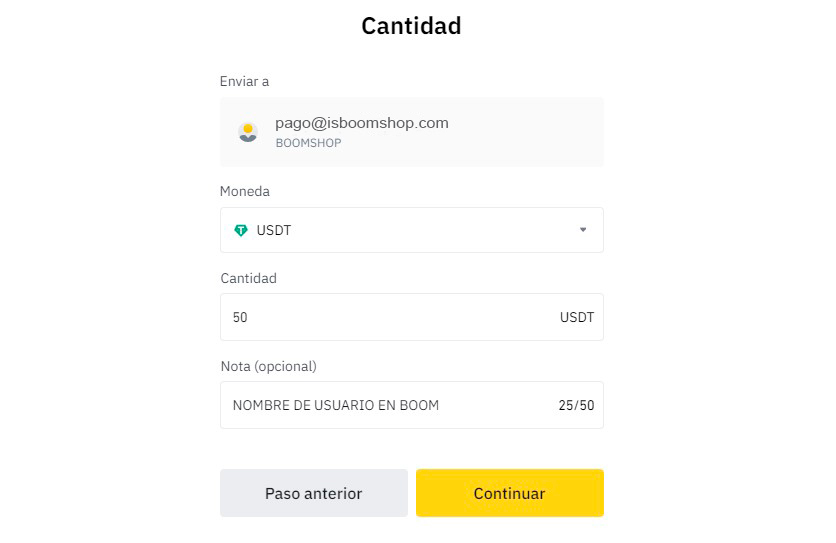 Cantidad
Enviar a
pago@isboomshop.com
BOOMSHOP
Moneda
USDT
Cantidad
50 USDT
Nota (opcional)
NOMBRE DE USUARIO EN BOOM 25/50
Paso anterior Continuar